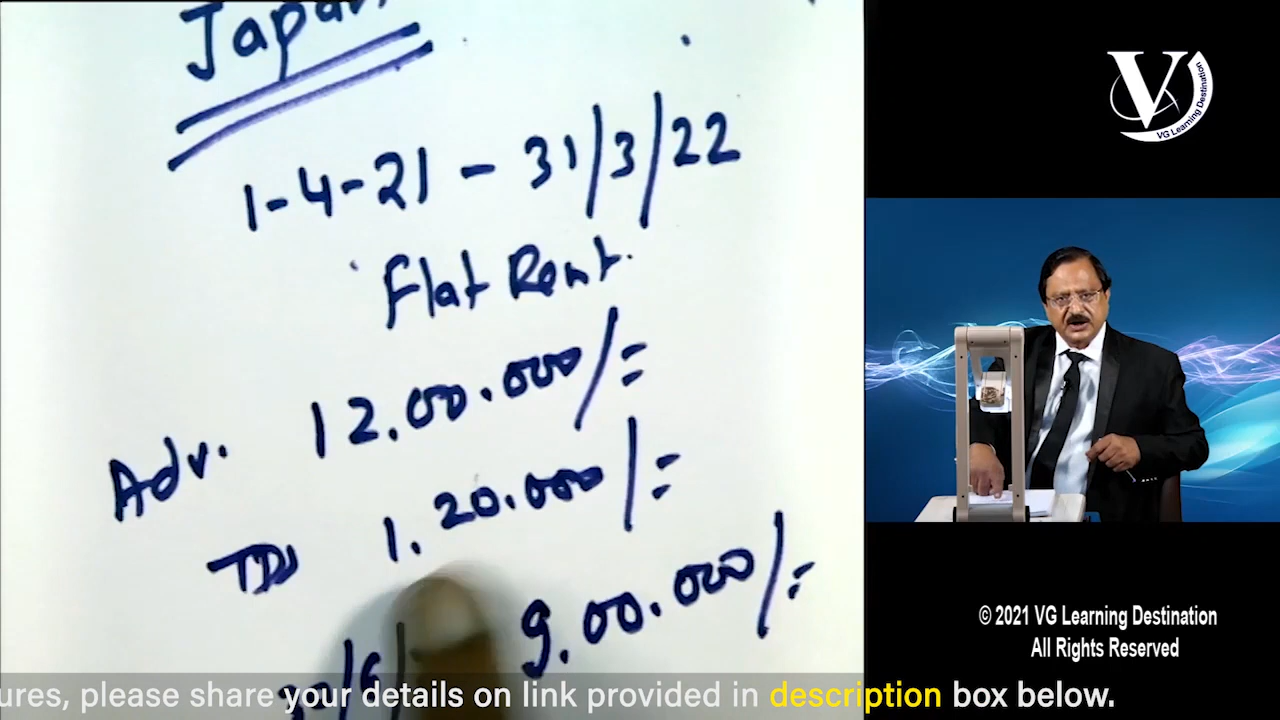 Japan
1-4-21 - 31/3/22
Flat Rent.
Adv. 12.00.000/=
TDS 1.20.000/=
9.00.000/=
V
VG Learning Destination
© 2021 VG Learning Destination
All Rights Reserved
ures, please share your details on link provided in description box below.